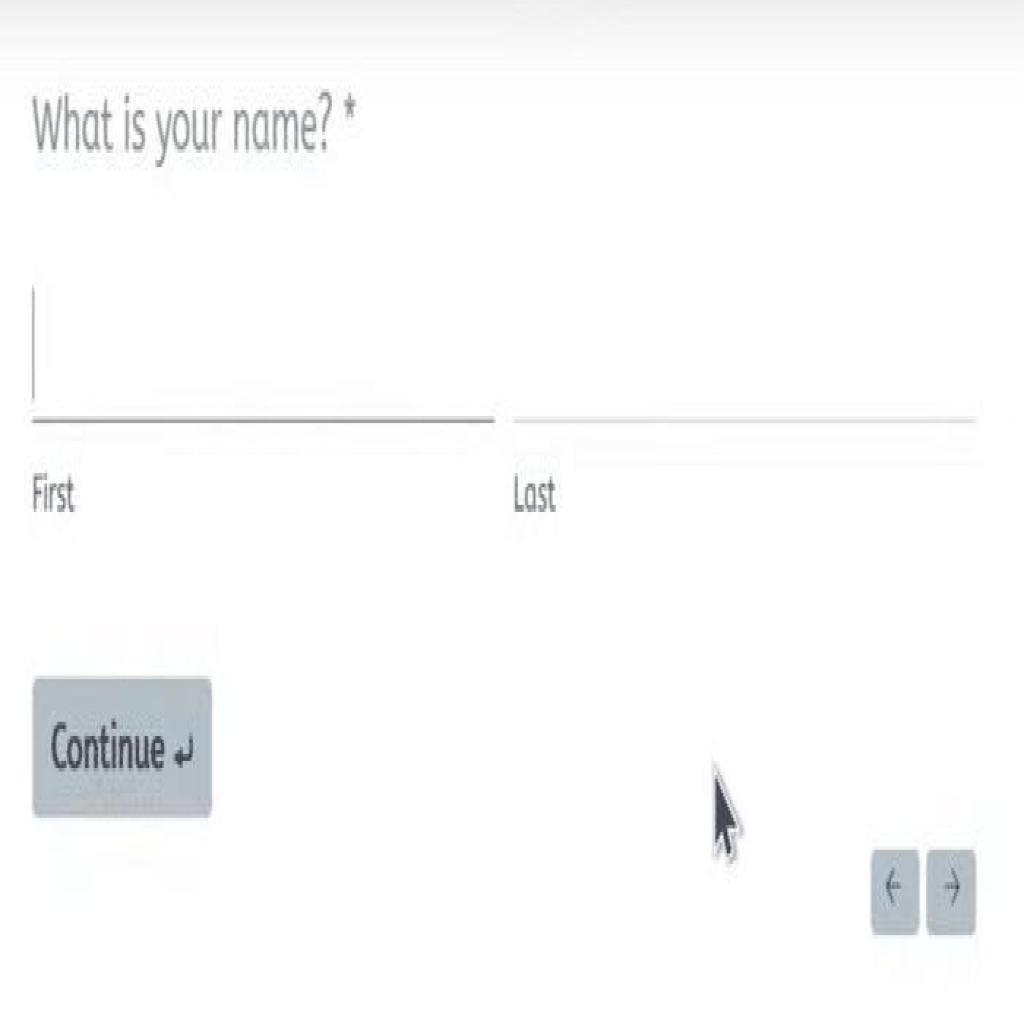 What is your name? *
First
Last
Continue ↵
← →